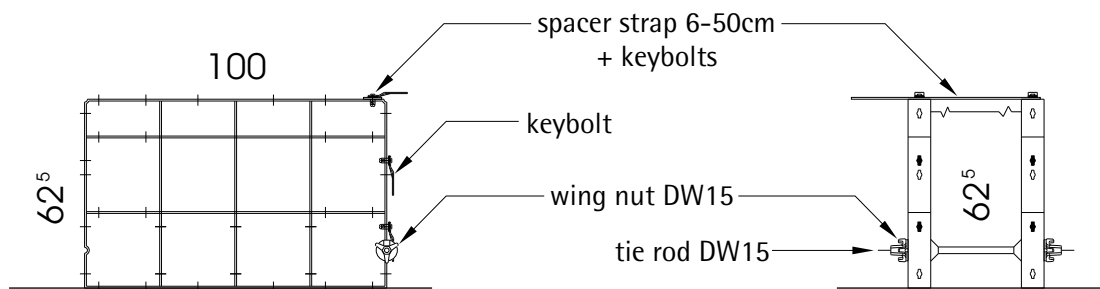 spacer strap 6-50cm
+ keybolts
100
keybolt
62⁵
wing nut DW15
62⁵
tie rod DW15